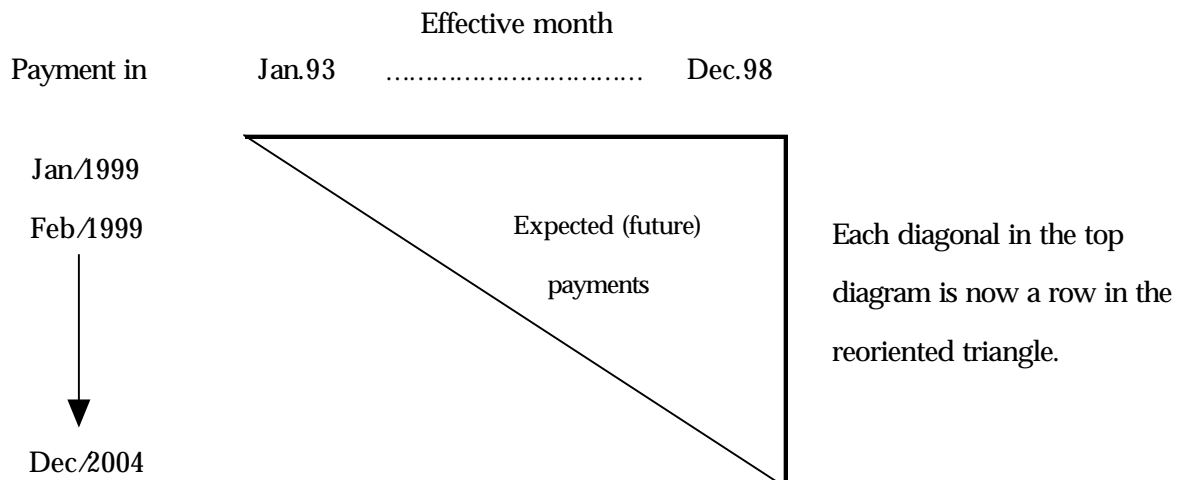 Effective month
Payment in Jan.93 ................................. Dec.98
Jan/1999
Feb/1999
Expected (future)
payments
Each diagonal in the top
diagram is now a row in the
reoriented triangle.
Dec/2004